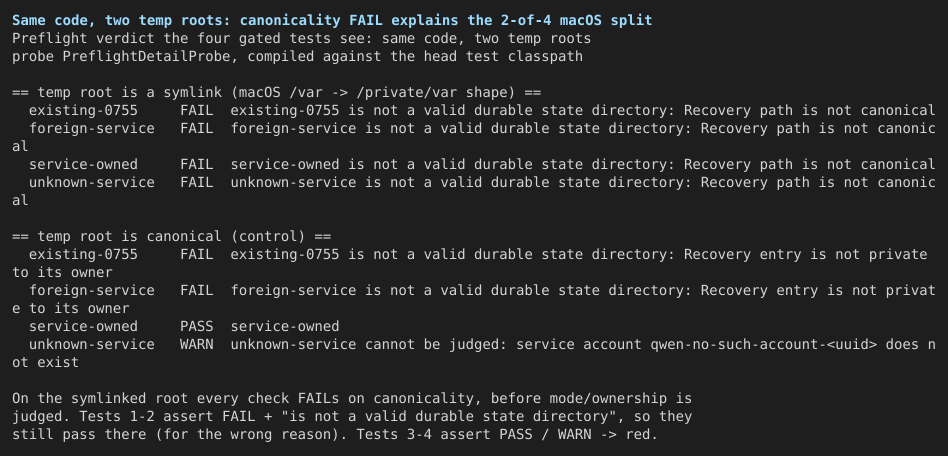 Same code, two temp roots: canonicality FAIL explains the 2-of-4 macOS split
Preflight verdict the four gated tests see: same code, two temp roots
probe PreflightDetailProbe, compiled against the head test classpath
== temp root is a symlink (macOS /var -> /private/var shape) ==
existing-0755     FAIL  existing-0755 is not a valid durable state directory: Recovery path is not canonical
foreign-service   FAIL  foreign-service is not a valid durable state directory: Recovery path is not canonic
al
service-owned     FAIL  service-owned is not a valid durable state directory: Recovery path is not canonical
unknown-service   FAIL  unknown-service is not a valid durable state directory: Recovery path is not canonic
al
== temp root is canonical (control) ==
existing-0755     FAIL  existing-0755 is not a valid durable state directory: Recovery entry is not private
to its owner
foreign-service   FAIL  foreign-service is not a valid durable state directory: Recovery entry is not privat
e to its owner
service-owned     PASS  service-owned
unknown-service   WARN  unknown-service cannot be judged: service account qwen-no-such-account-<uuid> does n
ot exist
On the symlinked root every check FAILs on canonicality, before mode/ownership is
judged. Tests 1-2 assert FAIL + "is not a valid durable state directory", so they
still pass there (for the wrong reason). Tests 3-4 assert PASS / WARN -> red.